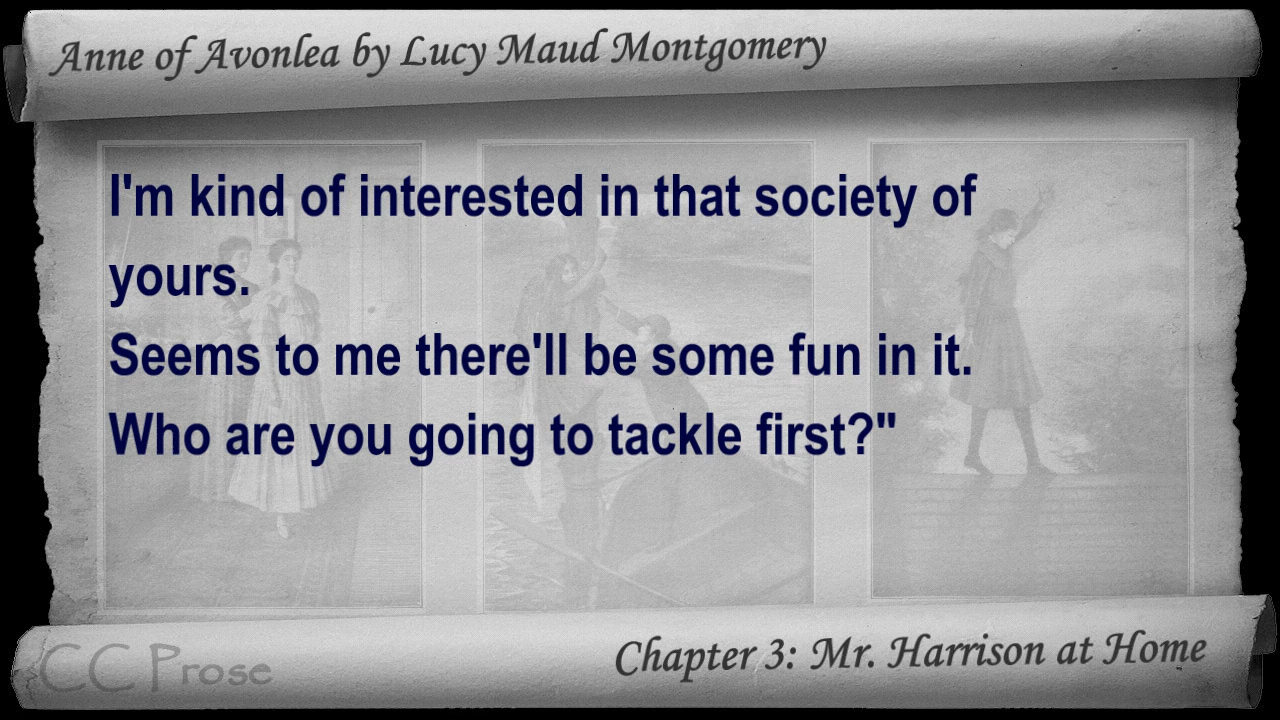 Anne of Avonlea by Lucy Maud Montgomery
I'm kind of interested in that society of
yours.
Seems to me there'll be some fun in it.
Who are you going to tackle first?"
CC Prose
Chapter 3: Mr. Harrison at Home